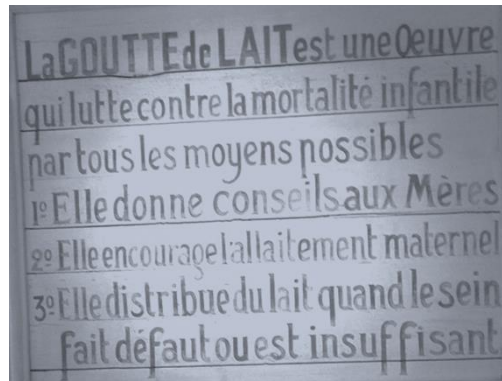 La GOUTTE de LAIT est une Oeuvre
qui lutte contre la mortalité infantile
par tous les moyens possibles
1º Elle donne conseils aux Mères
2º Elle encourage l'allaitement maternel
3º Elle distribue du lait quand le sein
fait défaut ou est insuffisant